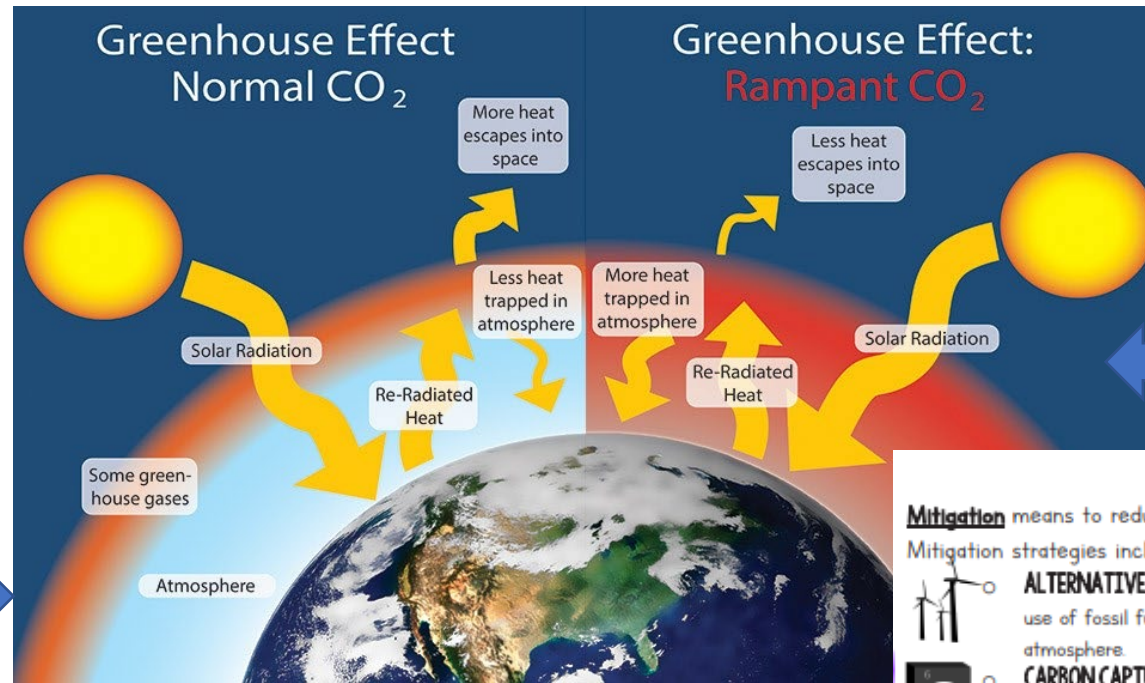 Greenhouse Effect
Normal CO₂
More heat
escapes into
space
Less heat
trapped in
atmosphere
Solar Radiation
Re-Radiated
Heat
Some green-
house gases
Atmosphere
Greenhouse Effect:
Rampant CO₂
Less heat
escapes into
space
More heat
trapped in
atmosphere
Solar Radiation
Re-Radiated
Heat
Mitigation means to
Mitigation strategies
ALTERNATIVE
use of fossil
atmosphere.
CARBON